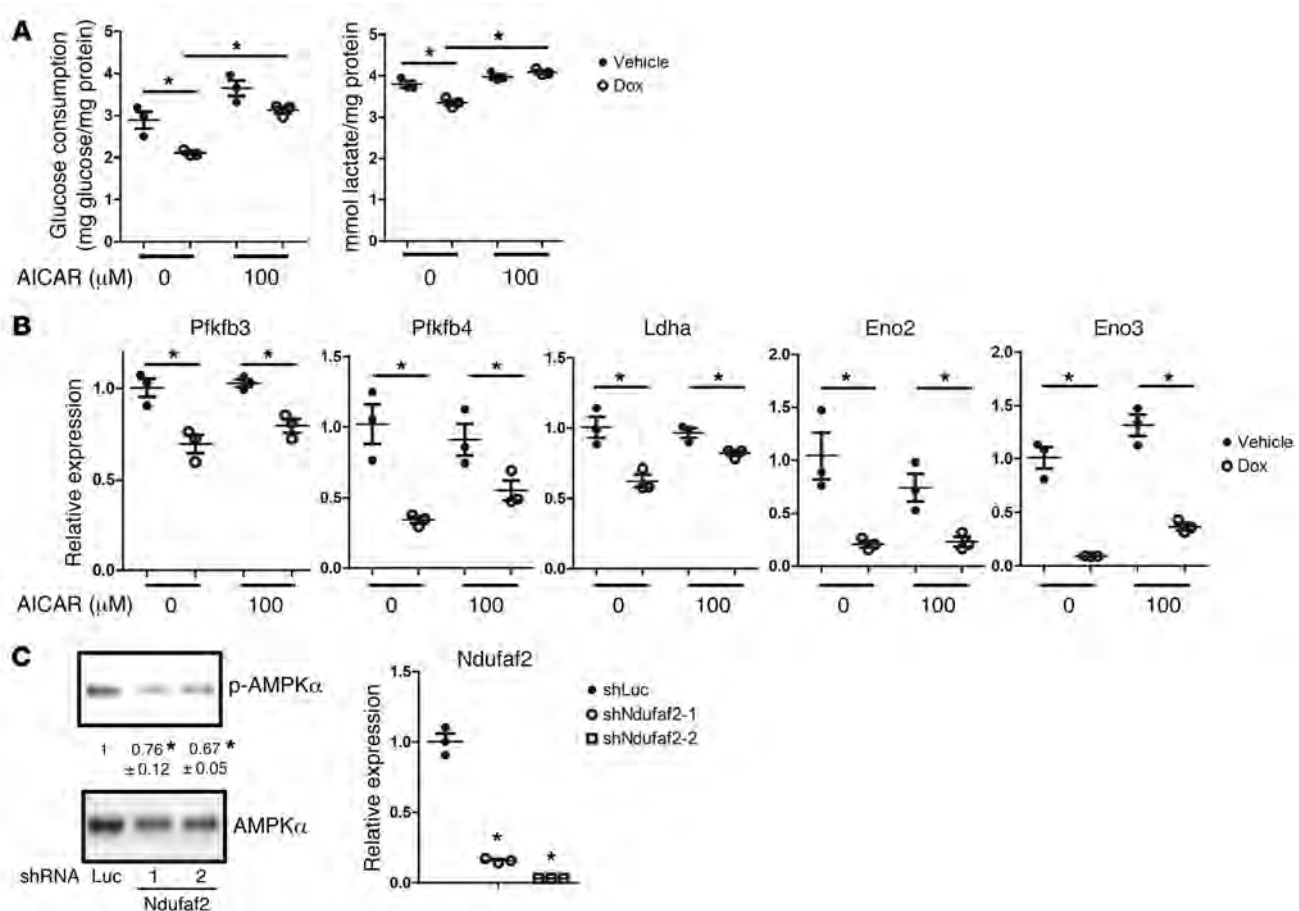 A
Glucose consumption
(mg glucose/mg protein)
5
4
3
2
1
0
*
*
mmol lactate/mg protein
5
4
3
2
1
0
*
*
Vehicle
Dox
AICAR (μM)
0
100
0
100
B
Relative expression
Pfkfb3
1.0
0.5
0.0
*
*
Pfkfb4
1.5
1.0
0.5
0.0
*
*
Ldha
1.5
1.0
0.5
0.0
*
*
Eno2
2.0
1.5
1.0
0.5
0.0
*
*
Eno3
2.0
1.5
1.0
0.5
0.0
*
*
Vehicle
Dox
AICAR (μM)
0
100
0
100
0
100
0
100
0
100
C
p-AMPKα
1 0.76 * 0.67 *
± 0.12 ± 0.05
AMPKα
shRNA Luc 1 2
Ndufaf2
Ndufaf2
Relative expression
1.5
1.0
0.5
0.0
*
*
shLuc
shNdufaf2-1
shNdufaf2-2